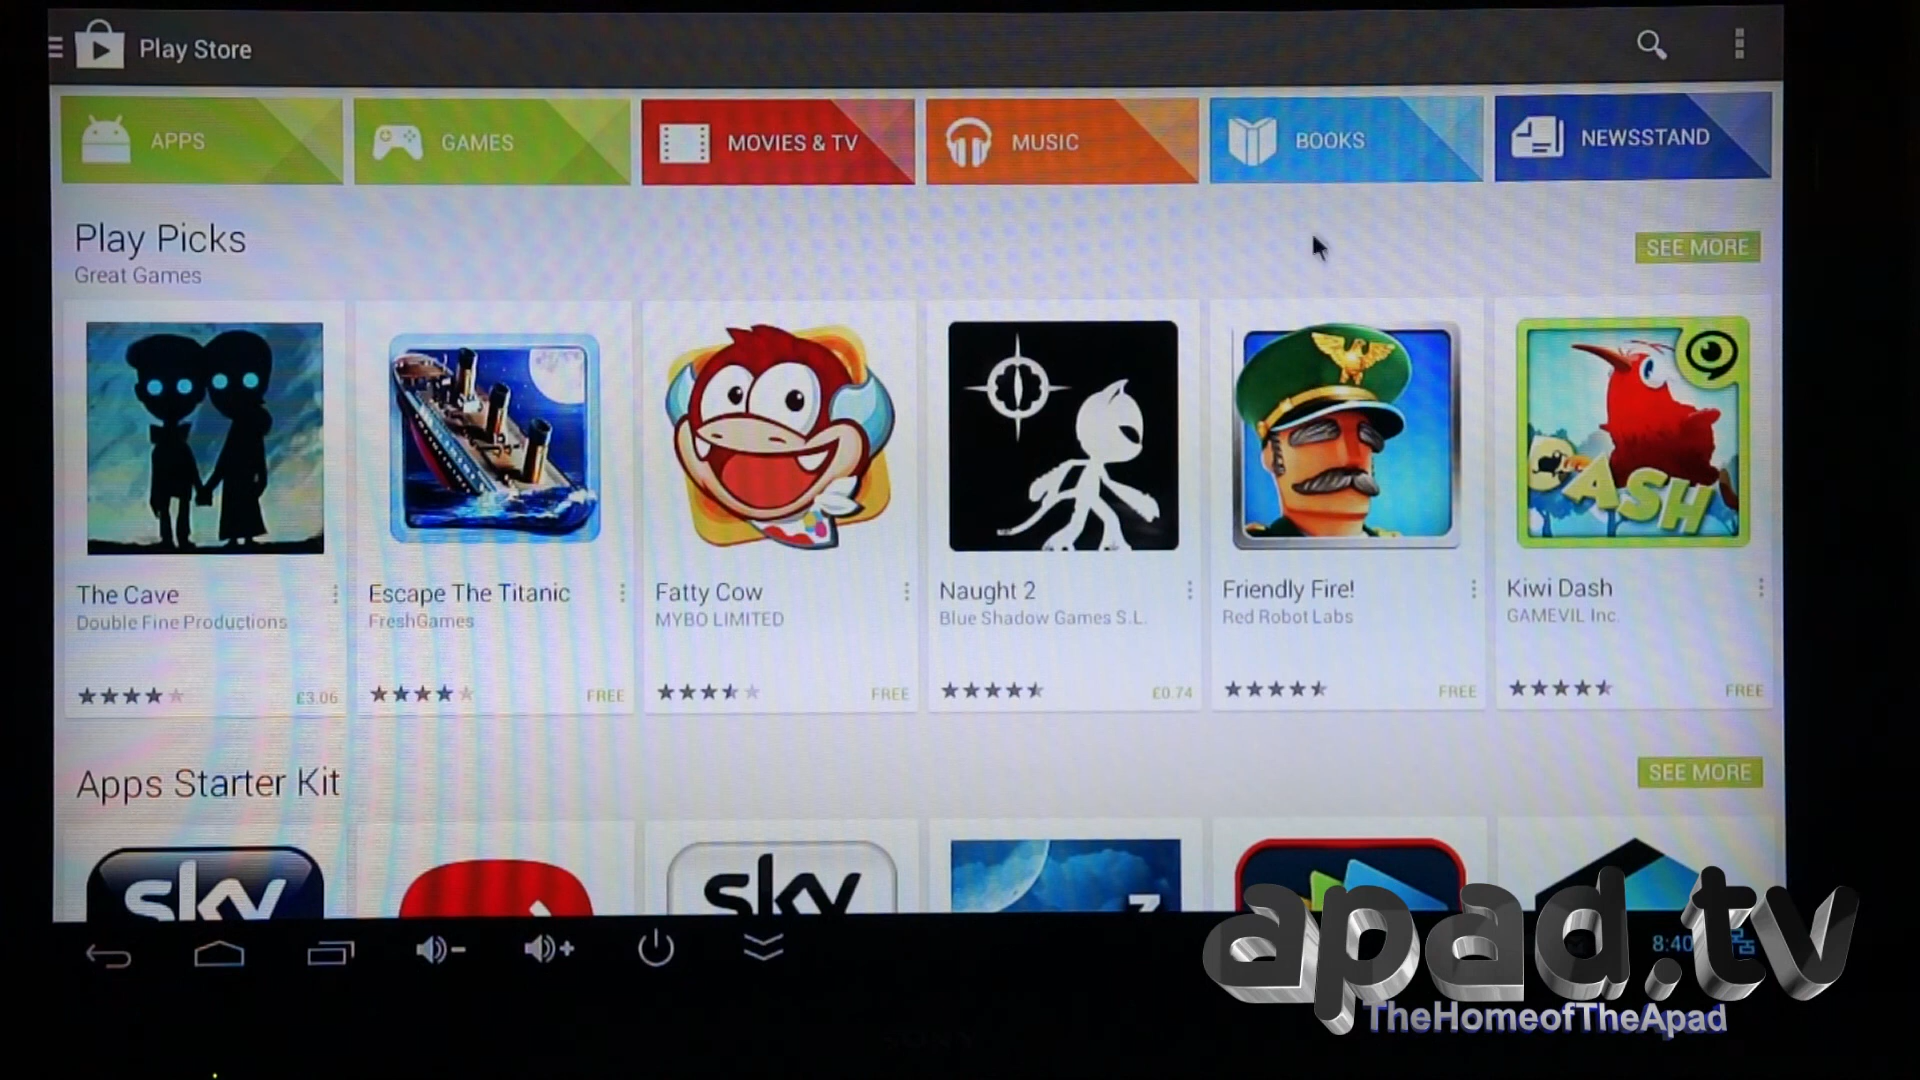 Play Store
APPS
GAMES
MOVIES & TV
MUSIC
BOOKS
NEWSSTAND
Play Picks
Great Games
SEE MORE
The Cave
Double Fine Productions
£3.06
Escape The Titanic
FreshGames
FREE
Fatty Cow
MYBO LIMITED
FREE
Naught 2
Blue Shadow Games S.L.
£0.74
Friendly Fire!
Red Robot Labs
FREE
ASH
Kiwi Dash
GAMEVIL Inc.
FREE
Apps Starter Kit
SEE MORE
sky
sky
8:40
apad.tv
TheHomeofTheApad